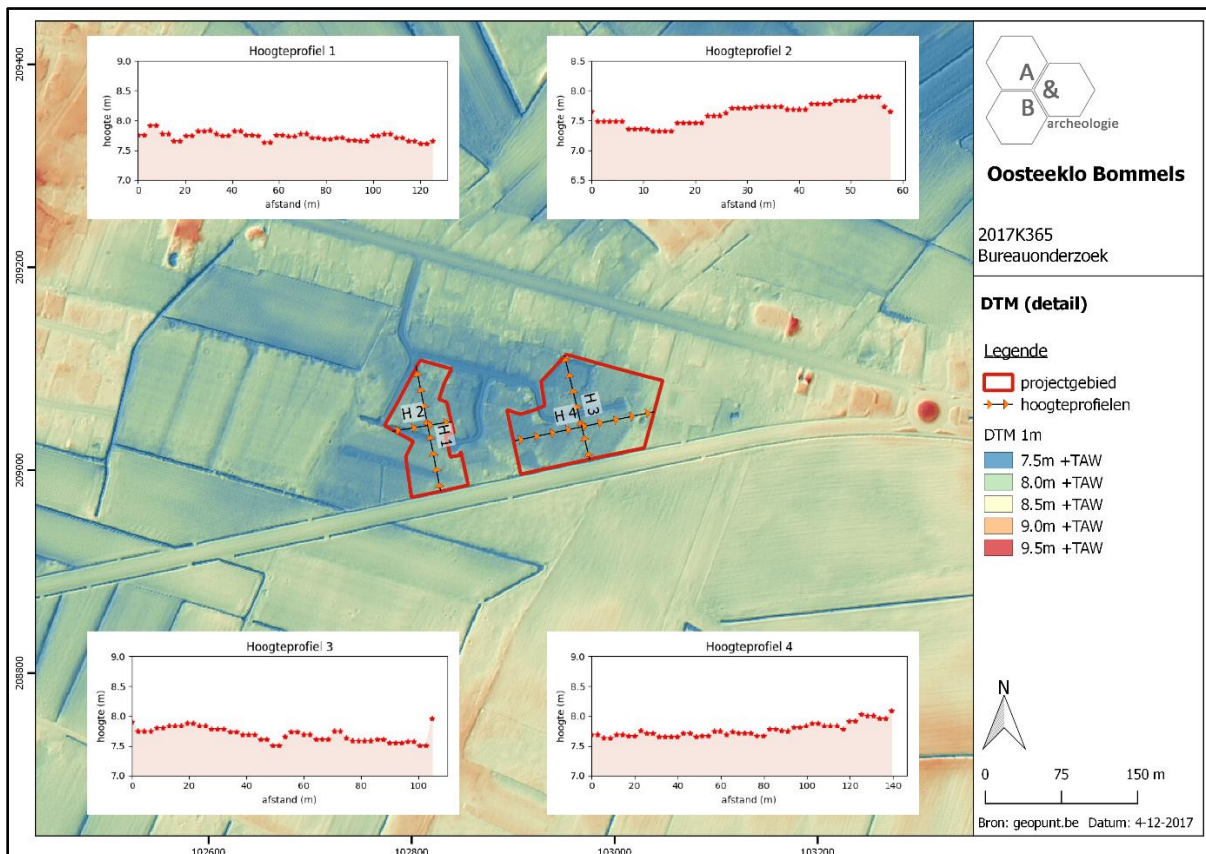 Hoogteprofiel 1
9.0
8.5
8.0
7.5
7.0
hoogte (m)
0 20 40 60 80 100 120
afstand (m)
Hoogteprofiel 2
8.5
8.0
7.5
7.0
6.5
hoogte (m)
0 10 20 30 40 50 60
afstand (m)
209400
209200
209000
208800
H 2
H 1
H 4
H 3
Hoogteprofiel 3
9.0
8.5
8.0
7.5
7.0
hoogte (m)
0 20 40 60 80 100
afstand (m)
Hoogteprofiel 4
9.0
8.5
8.0
7.5
7.0
hoogte (m)
0 20 40 60 80 100 120 140
afstand (m)
102600 102800 103000 103200
A
&
B
archeologie
Oosteeklo Bommels
2017K365
Bureauonderzoek
DTM (detail)
Legende
projectgebied
hoogteprofielen
DTM 1m
7.5m +TAW
8.0m +TAW
8.5m +TAW
9.0m +TAW
9.5m +TAW
N
0 75 150 m
Bron: geopunt.be Datum: 4-12-2017